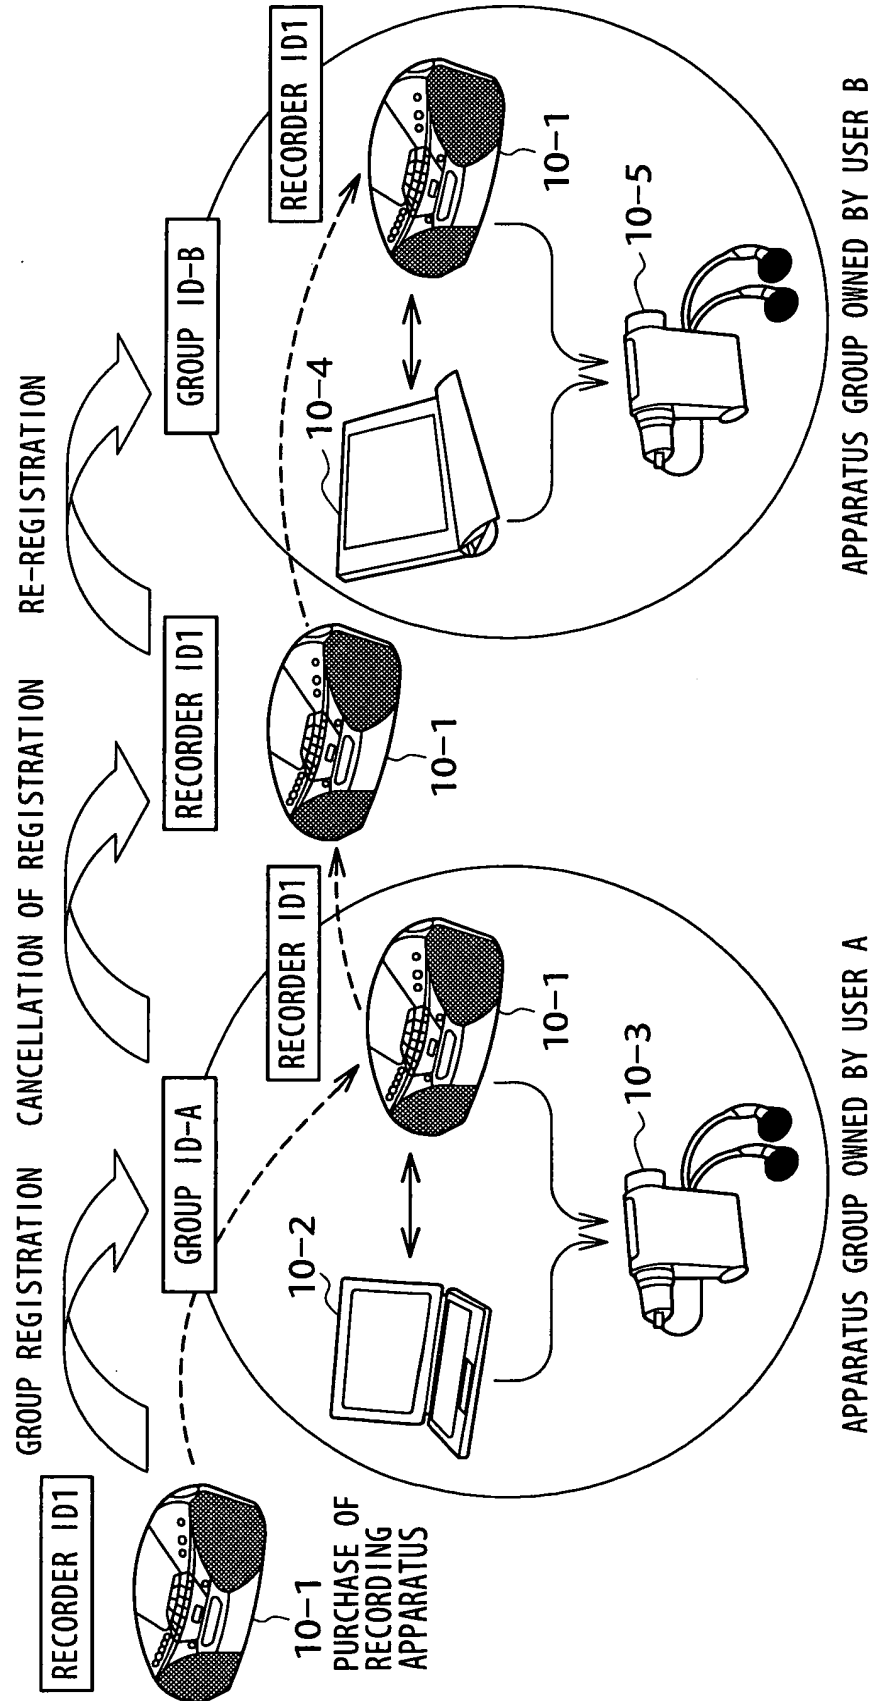 GROUP REGISTRATION
CANCELLATION OF REGISTRATION
RE-REGISTRATION
RECORDER ID1
GROUP ID-A
RECORDER ID1
GROUP ID-B
RECORDER ID1
RECORDER ID1
10-1
PURCHASE OF
RECORDING
APPARATUS
10-2
10-1
10-3
10-1
10-4
10-1
10-5
APPARATUS GROUP OWNED BY USER A
APPARATUS GROUP OWNED BY USER B